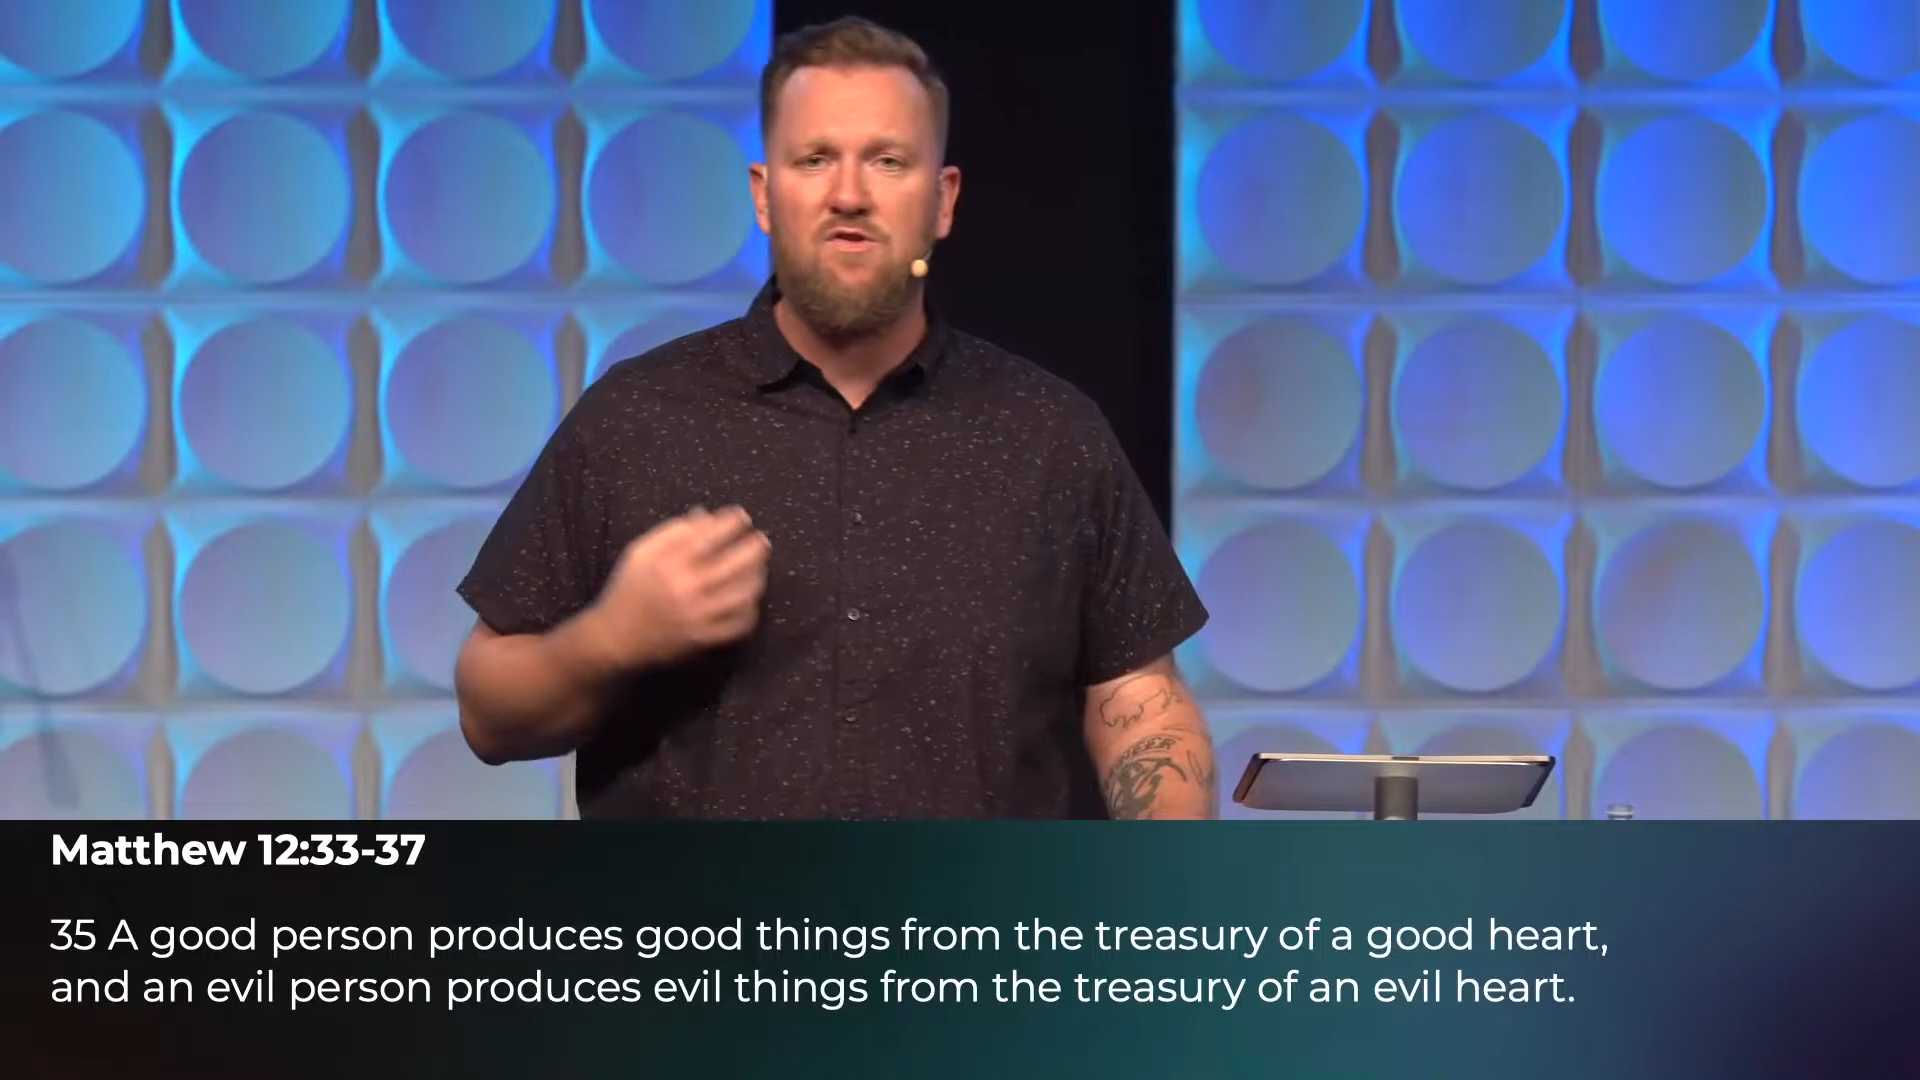 Matthew 12:33-37
35 A good person produces good things from the treasury of a good heart,
and an evil person produces evil things from the treasury of an evil heart.